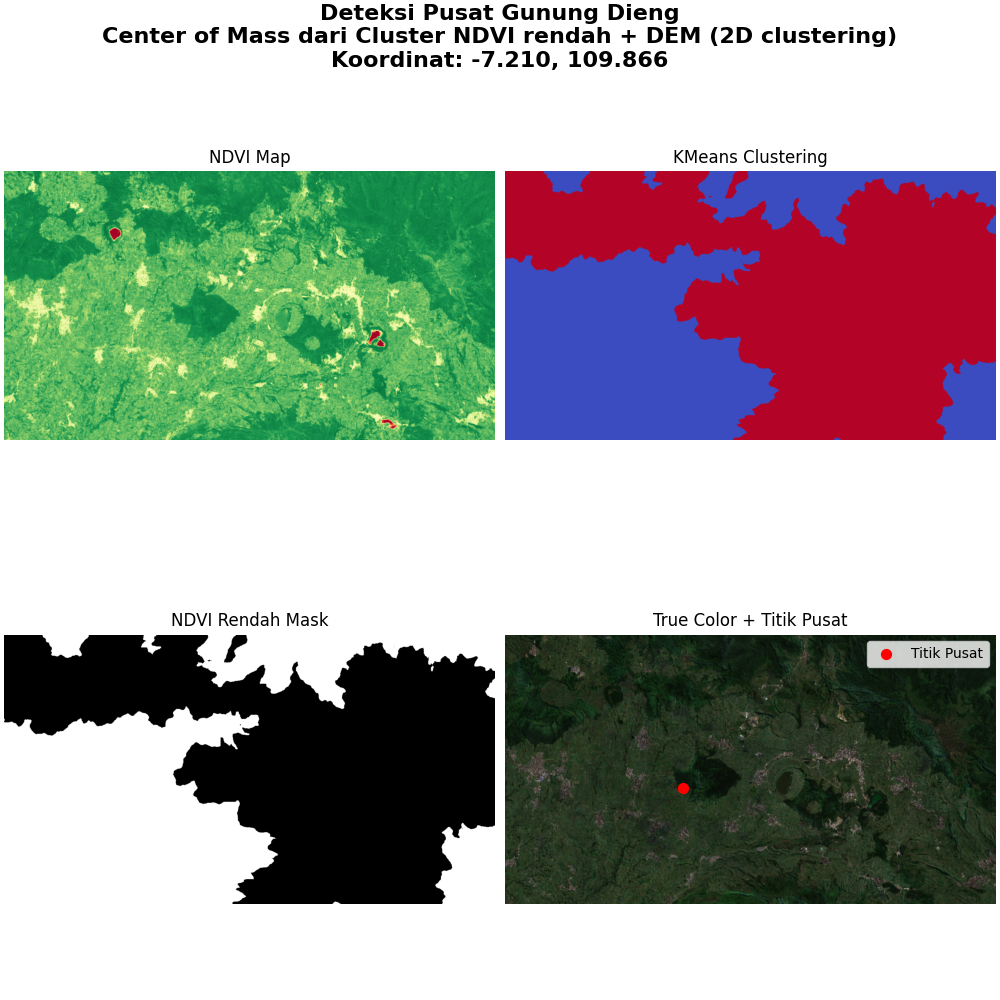 Deteksi Pusat Gunung Dieng
Center of Mass dari Cluster NDVI rendah + DEM (2D clustering)
Koordinat: -7.210, 109.866
NDVI Map
KMeans Clustering
NDVI Rendah Mask
True Color + Titik Pusat
Titik Pusat